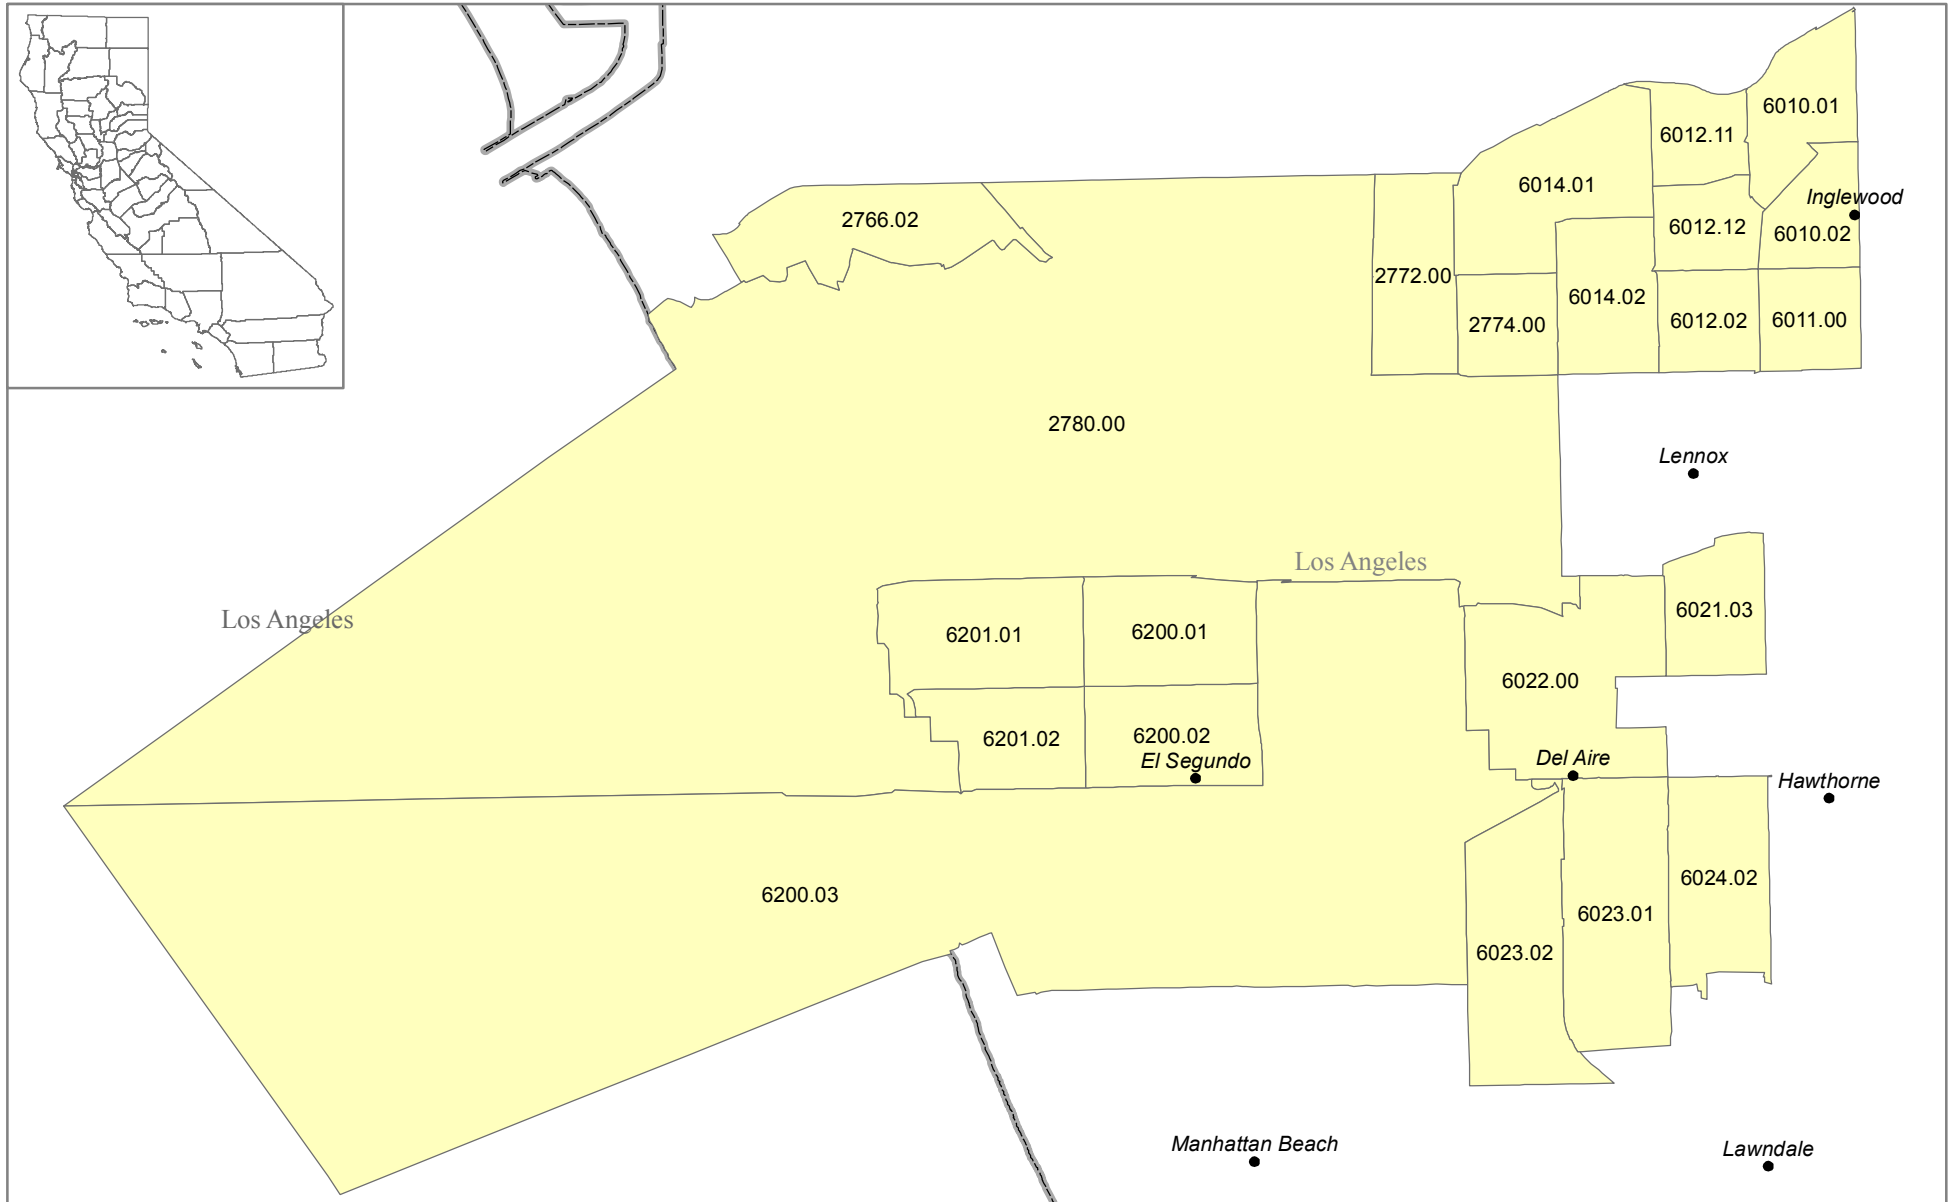 6010.01
6012.11
6014.01
Inglewood
2766.02
6012.12
6010.02
2772.00
6014.02
2774.00
6012.02
6011.00
2780.00
Lennox
Los Angeles
Los Angeles
6201.01
6200.01
6021.03
6022.00
6201.02
6200.02
El Segundo
Del Aire
Hawthorne
6200.03
6024.02
6023.01
6023.02
Manhattan Beach
Lawndale